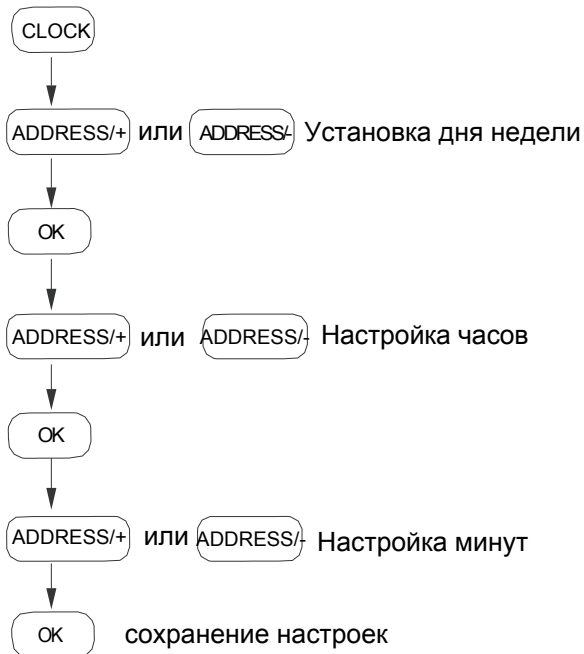 CLOCK
ADDRESS/+ или ADDRESS/- Установка дня недели
OK
ADDRESS/+ или ADDRESS/- Настройка часов
OK
ADDRESS/+ или ADDRESS/- Настройка минут
OK сохранение настроек